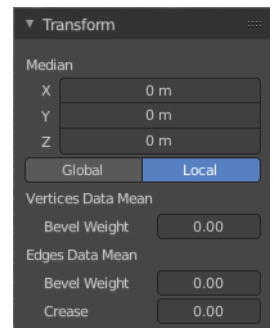 Transform
Median
X 0 m
Y 0 m
Z 0 m
Global Local
Vertices Data Mean
Bevel Weight 0.00
Edges Data Mean
Bevel Weight 0.00
Crease 0.00